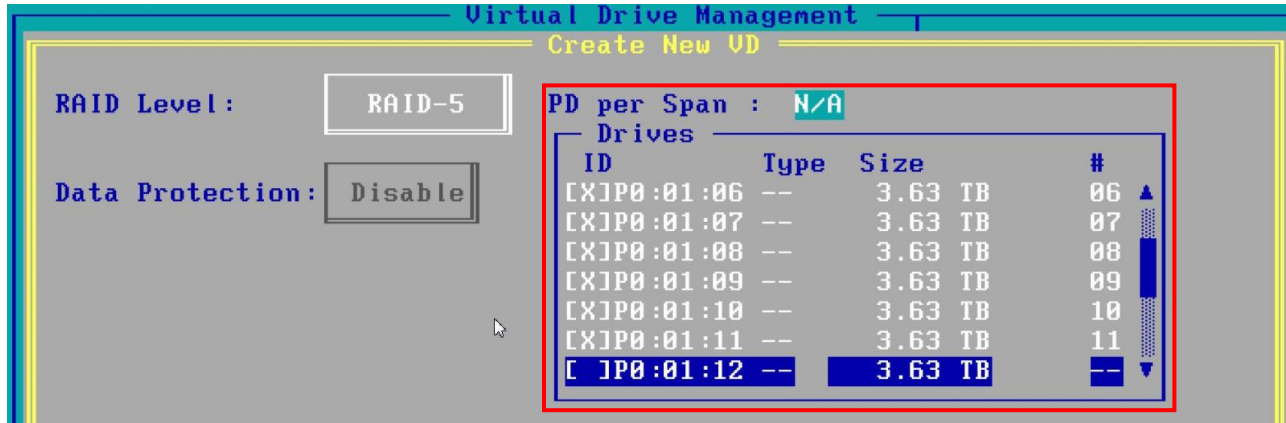 Virtual Drive Management
Create New VD
RAID Level: RAID-5 PD per Span : N/A
Drives
ID Type Size #
[X]P0:01:06 -- 3.63 TB 06
Data Protection: Disable [X]P0:01:07 -- 3.63 TB 07
[X]P0:01:08 -- 3.63 TB 08
[X]P0:01:09 -- 3.63 TB 09
[X]P0:01:10 -- 3.63 TB 10
[X]P0:01:11 -- 3.63 TB 11
[ ]P0:01:12 -- 3.63 TB --